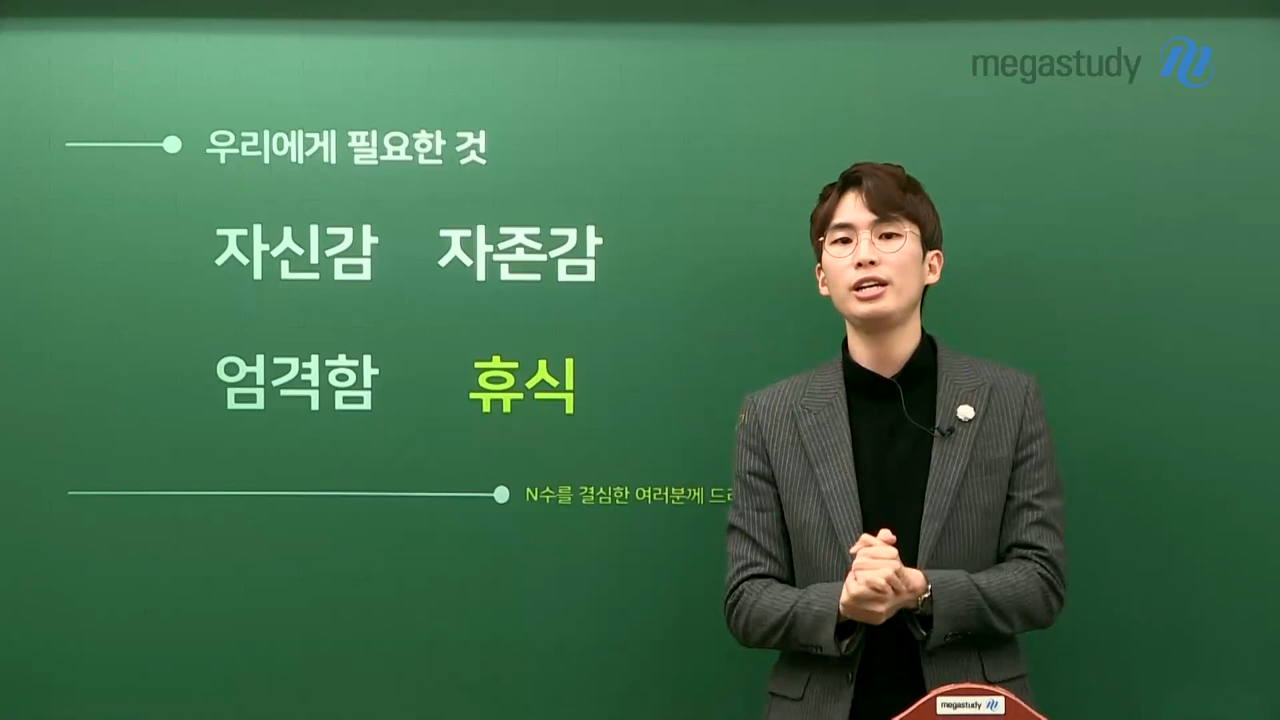 megastudy
우리에게 필요한 것
자신감 자존감
엄격함 휴식
N수를 결심한 여러분께
megastudy